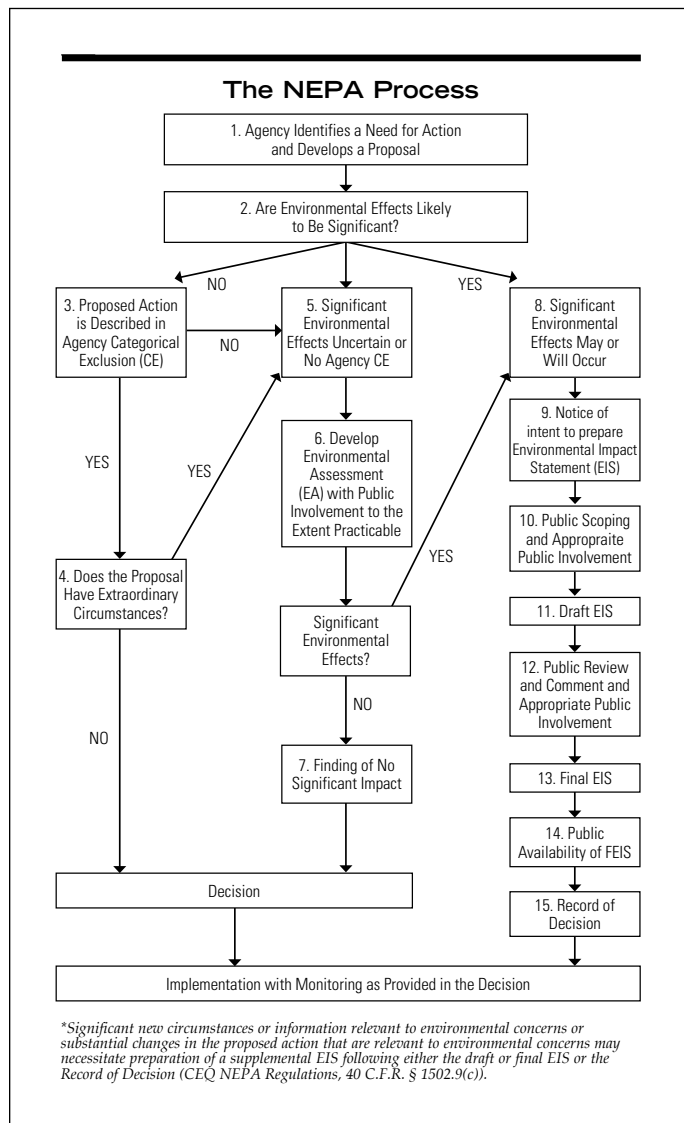 The NEPA Process
1. Agency Identifies a Need for Action
and Develops a Proposal
2. Are Environmental Effects Likely
to Be Significant?
NO
YES
3. Proposed Action
is Described in
Agency Categorical
Exclusion (CE)
NO
5. Significant
Environmental
Effects Uncertain or
No Agency CE
8. Significant
Environmental
Effects May or
Will Occur
YES
YES
6. Develop
Environmental
Assessment
(EA) with Public
Involvement to the
Extent Practicable
YES
9. Notice of
intent to prepare
Environmental Impact
Statement (EIS)
10. Public Scoping
and Appropraite
Public Involvement
4. Does the Proposal
Have Extraordinary
Circumstances?
Significant
Environmental
Effects?
11. Draft EIS
12. Public Review
and Comment and
Appropriate Public
Involvement
NO
NO
7. Finding of No
Significant Impact
13. Final EIS
14. Public
Availability of FEIS
Decision
15. Record of
Decision
Implementation with Monitoring as Provided in the Decision
*Significant new circumstances or information relevant to environmental concerns or
substantial changes in the proposed action that are relevant to environmental concerns may
necessitate preparation of a supplemental EIS following either the draft or final EIS or the
Record of Decision (CEQ NEPA Regulations, 40 C.F.R. § 1502.9(c)).